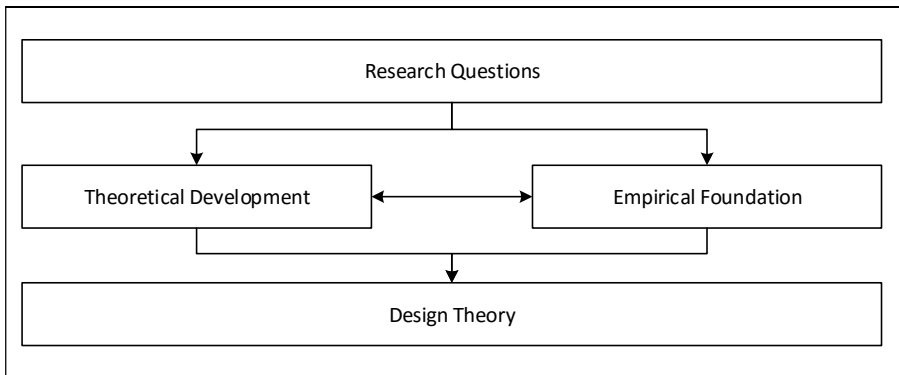 Research Questions
Theoretical Development
Empirical Foundation
Design Theory